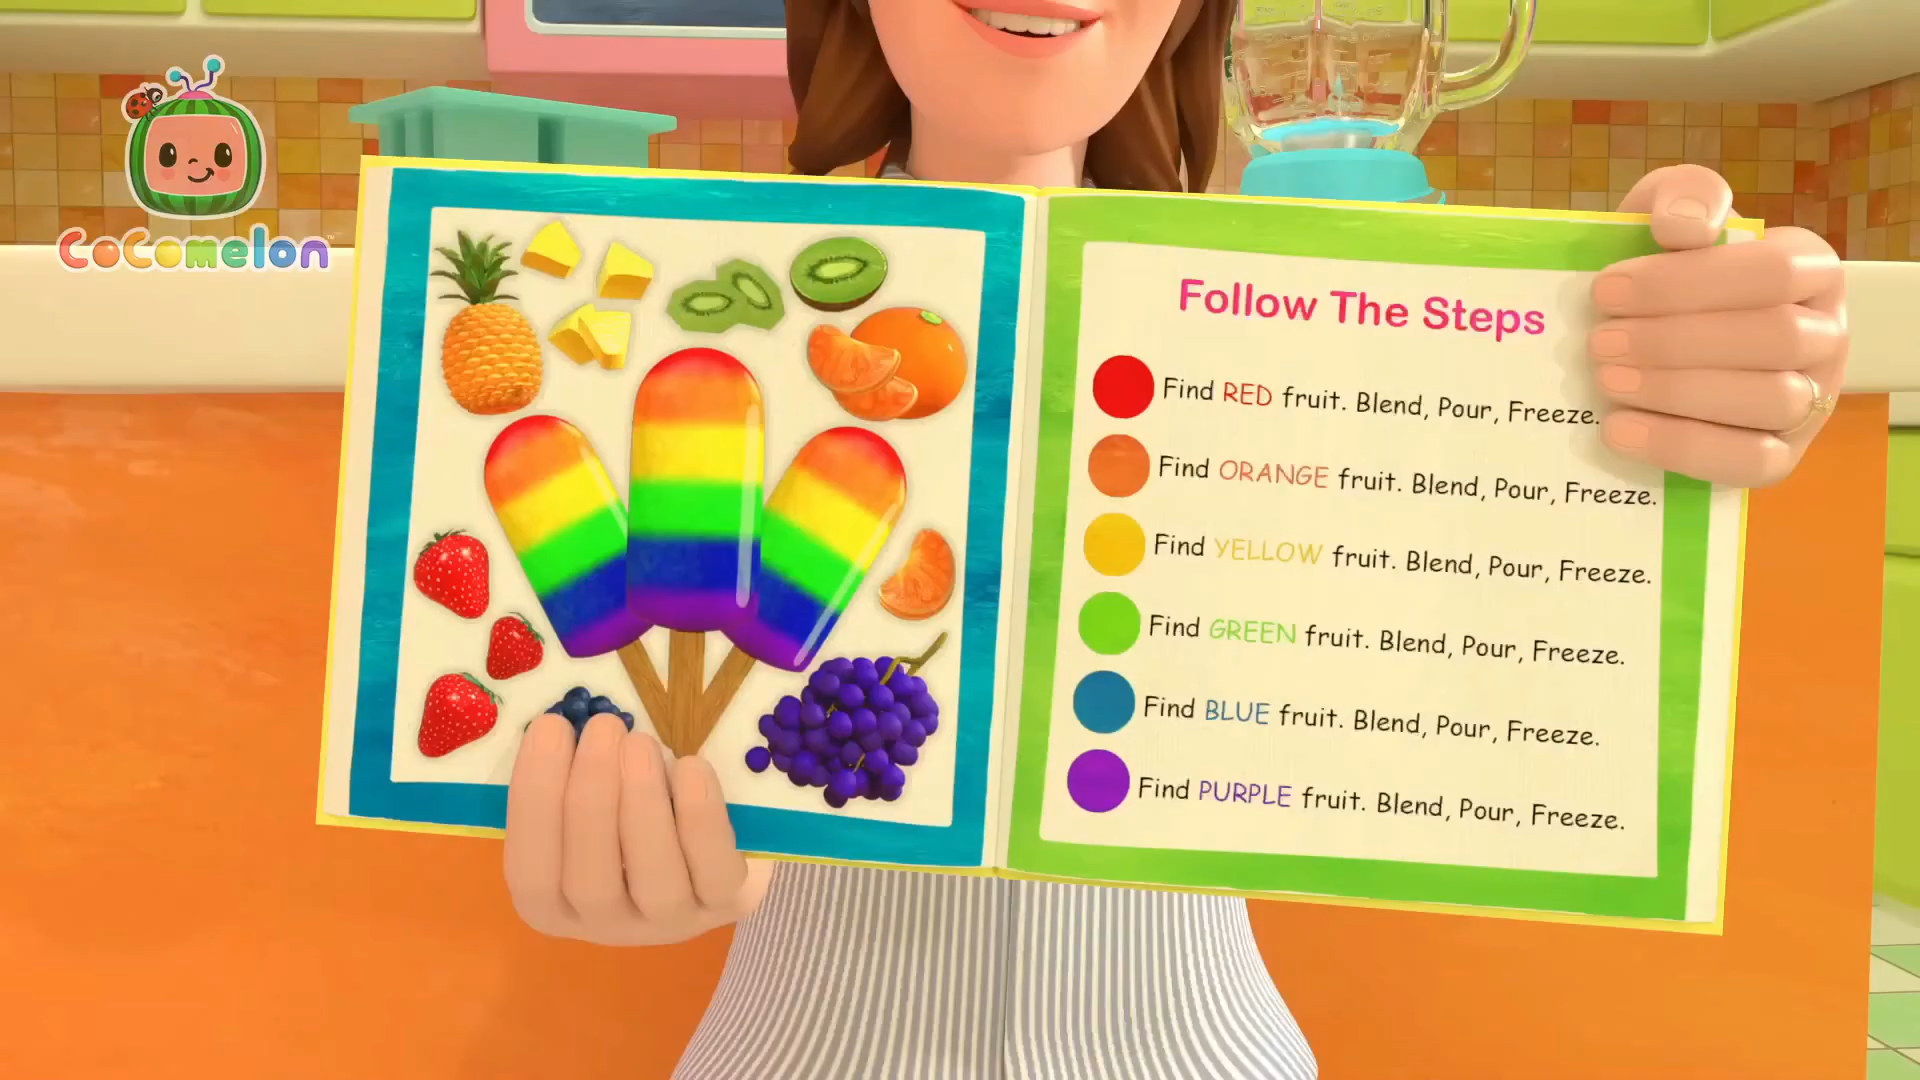 CoComelon
Follow The Steps
Find RED fruit. Blend, Pour, Freeze.
Find ORANGE fruit. Blend, Pour, Freeze.
Find YELLOW fruit. Blend, Pour, Freeze.
Find GREEN fruit. Blend, Pour, Freeze.
Find BLUE fruit. Blend, Pour, Freeze.
Find PURPLE fruit. Blend, Pour, Freeze.